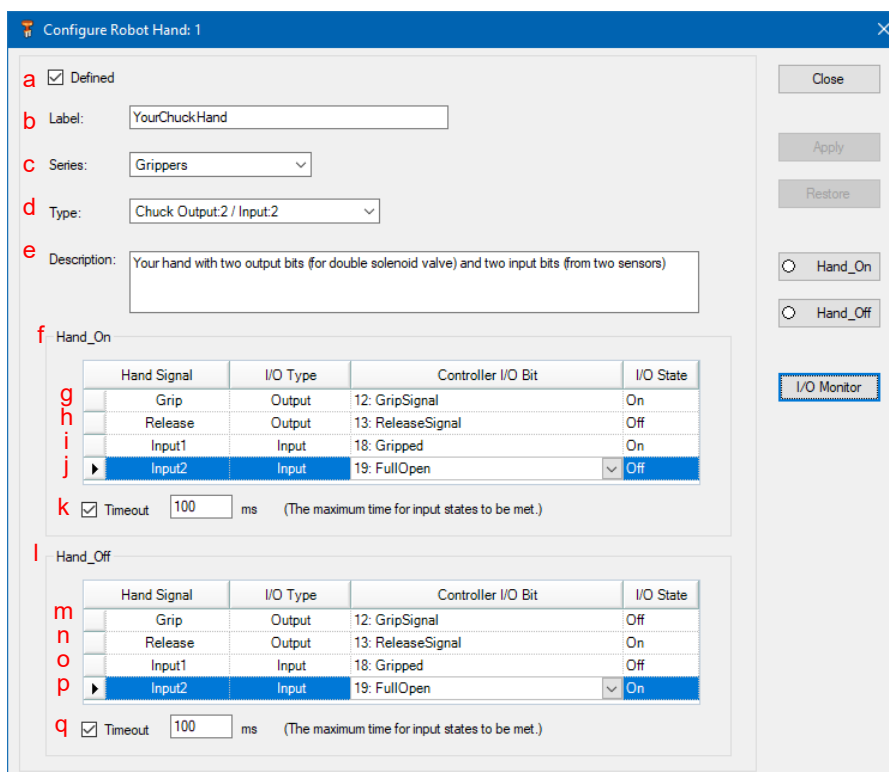 Configure Robot Hand: 1
a Defined
Close
b Label: YourChuckHand
Apply
c Series: Grippers
Restore
d Type: Chuck Output:2 / Input:2
e Description: Your hand with two output bits (for double solenoid valve) and two input bits (from two sensors)
Hand_On
Hand_Off
f Hand_On
Hand Signal I/O Type Controller I/O Bit I/O State
I/O Monitor
g Grip Output 12: GripSignal On
h Release Output 13: ReleaseSignal Off
i Input1 Input 18: Gripped On
j Input2 Input 19: FullOpen Off
k Timeout 100 ms (The maximum time for input states to be met.)
l Hand_Off
Hand Signal I/O Type Controller I/O Bit I/O State
m Grip Output 12: GripSignal Off
n Release Output 13: ReleaseSignal On
o Input1 Input 18: Gripped Off
p Input2 Input 19: FullOpen On
q Timeout 100 ms (The maximum time for input states to be met.)